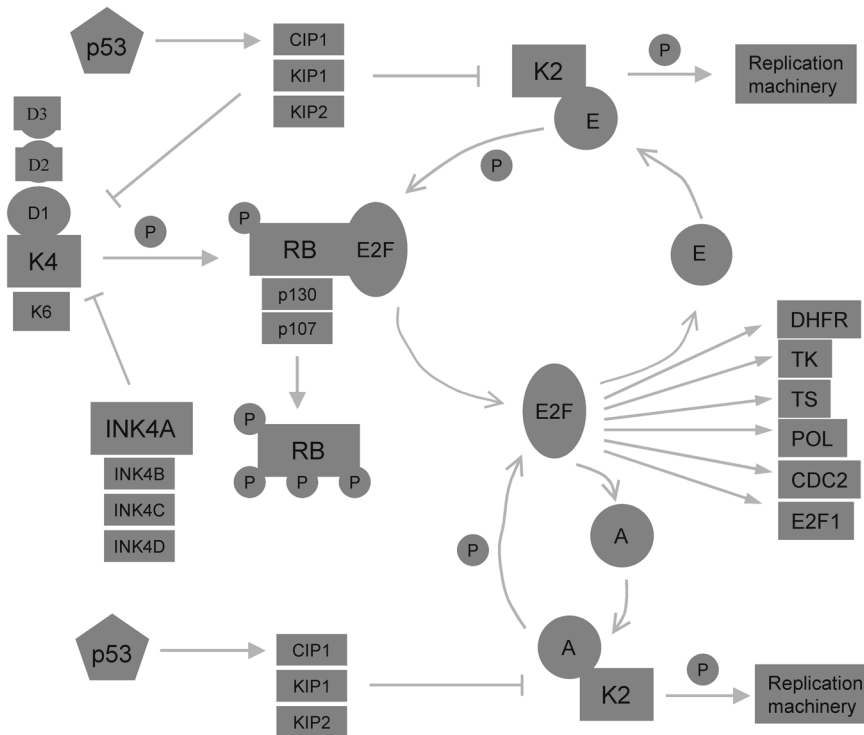 p53
CIP1
KIP1
KIP2
K2
E
P
Replication
machinery
D3
D2
D1
K4
K6
P
P
RB
E2F
p130
p107
P
E
DHFR
TK
TS
POL
CDC2
E2F1
E2F
INK4A
INK4B
INK4C
INK4D
P
RB
P
P
P
A
P
p53
CIP1
KIP1
KIP2
A
K2
P
Replication
machinery